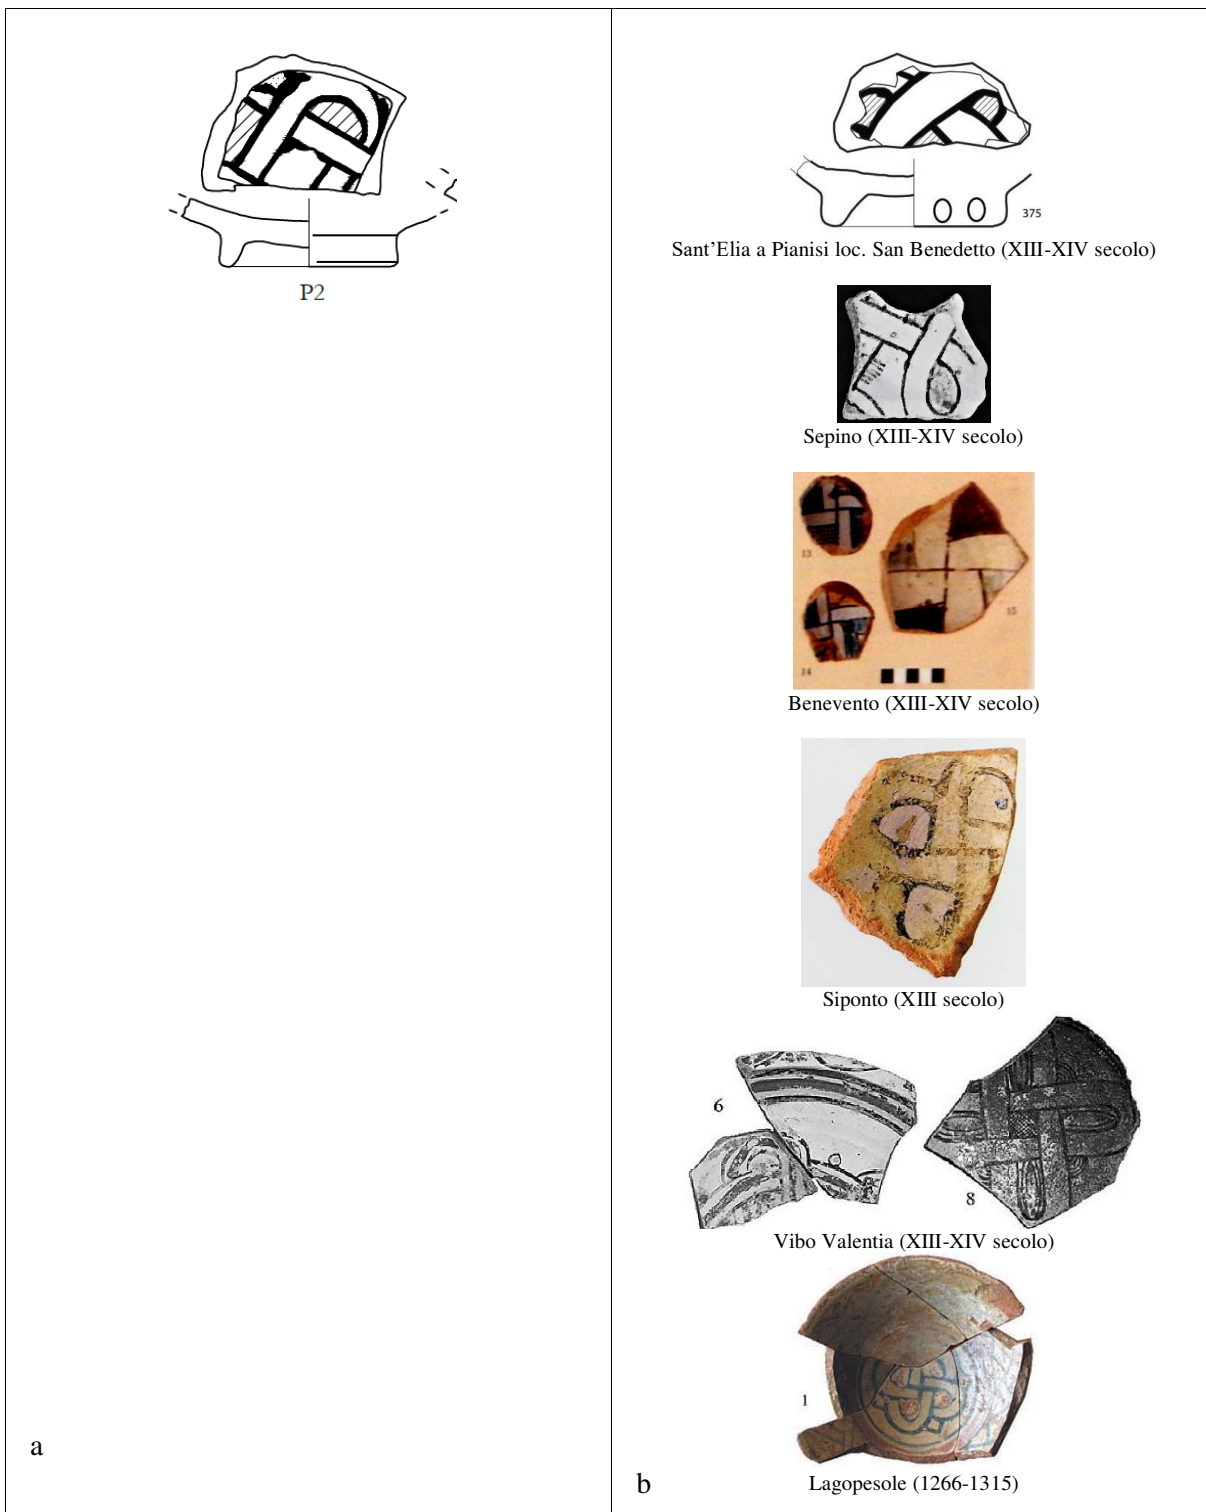 P2
a
375
Sant'Elia a Pianisi loc. San Benedetto (XIII-XIV secolo)
Sepino (XIII-XIV secolo)
13
15
14
Benevento (XIII-XIV secolo)
Siponto (XIII secolo)
6
8
Vibo Valentia (XIII-XIV secolo)
1
Lagopesole (1266-1315)
b